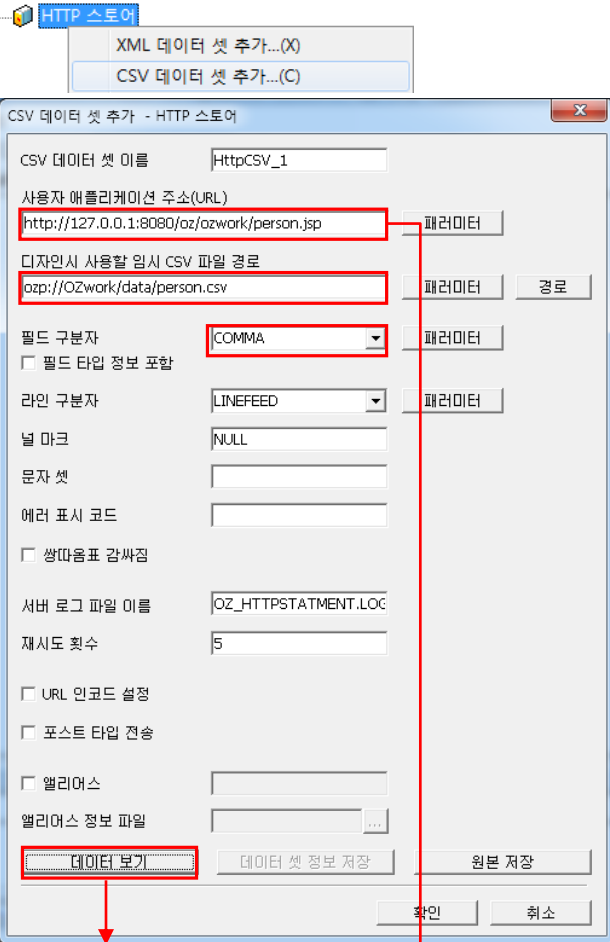 HTTP 스토어
XML 데이터 셋 추가...(X)
CSV 데이터 셋 추가...(C)
CSV 데이터 셋 추가 - HTTP 스토어
CSV 데이터 셋 이름 HttpCSV_1
사용자 애플리케이션 주소(URL)
http://127.0.0.1:8080/oz/ozwork/person.jsp 패러미터
디자인시 사용할 임시 CSV 파일 경로
ozp://OZwork/data/person.csv 패러미터 경로
필드 구분자 COMMA 패러미터
필드 타입 정보 포함
라인 구분자 LINEFEED 패러미터
널 마크 NULL
문자 셋
에러 표시 코드
쌍따옴표 감싸짐
서버 로그 파일 이름 OZ_HTTPSTATMENT.LOG
재시도 횟수 5
URL 인코드 설정
포스트 타입 전송
앨리어스
앨리어스 정보 파일 ...
데이터 보기 데이터 셋 정보 저장 원본 저장
확인 취소